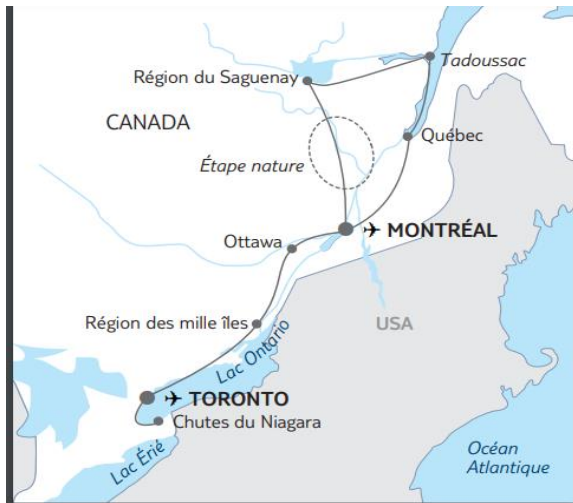 Tadoussac
Région du Saguenay
CANADA
Québec
Étape nature
MONTRÉAL
Ottawa
Région des mille îles
USA
Lac Ontario
TORONTO
Chutes du Niagara
Lac Érié
Océan
Atlantique